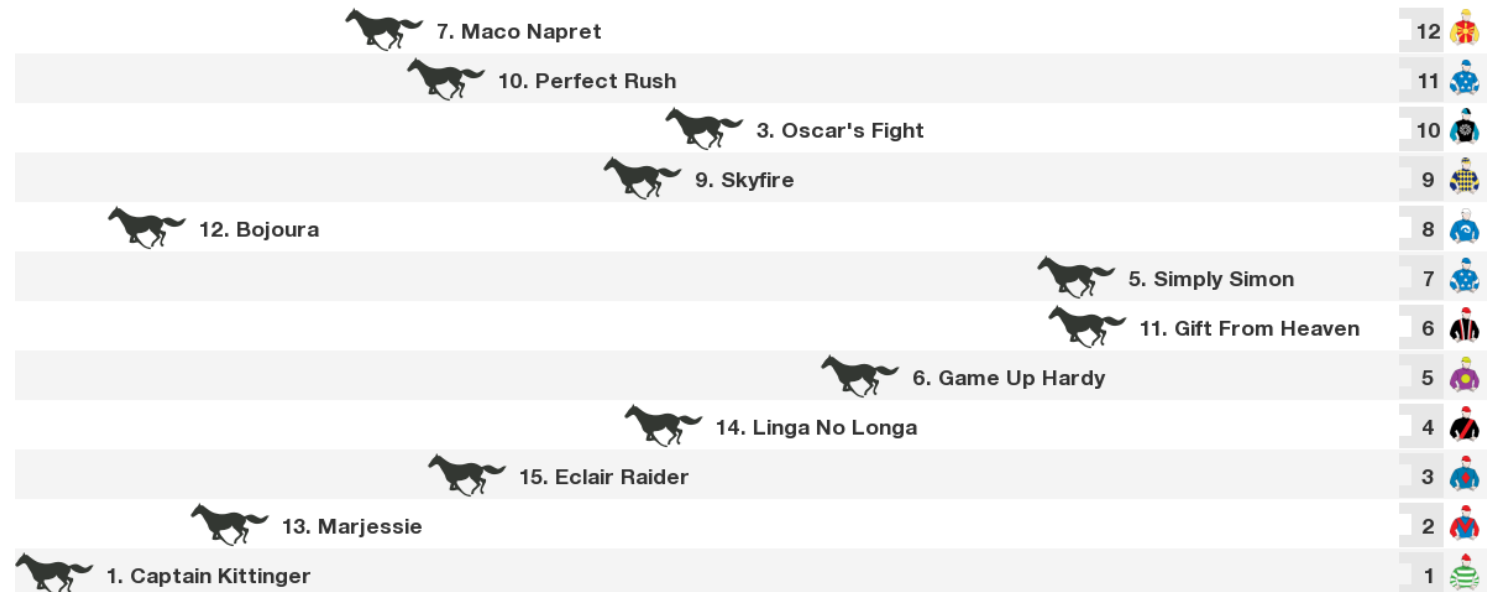 7. Maco Napret 12
10. Perfect Rush 11
3. Oscar's Fight 10
9. Skyfire 9
12. Bojoura 8
5. Simply Simon 7
11. Gift From Heaven 6
6. Game Up Hardy 5
14. Linga No Longa 4
15. Eclair Raider 3
13. Marjessie 2
1. Captain Kittinger 1